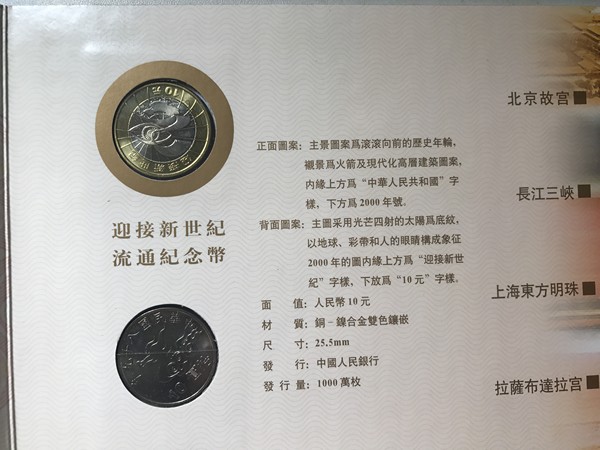 迎接新世紀
流通紀念幣
正面圖案：主景圖案爲滾滾向前的歷史年輪，
襯景爲火箭及現代化高層建築圖案，
内緣上方爲“中華人民共和國”字
樣，下方爲2000年號。
背面圖案：主圖采用光芒四射的太陽爲底紋，
以地球、彩帶和人的眼睛構成象征
2000年的圖内緣上方爲“迎接新世
紀”字樣，下放爲“10元”字樣。
面　值：人民幣10元
材　質：銅－鎳合金雙色鑲嵌
尺　寸：25.5mm
發　行：中國人民銀行
發 行 量：1000萬枚
北京故宫
長江三峽
上海東方明珠
拉薩布達拉宫
10元